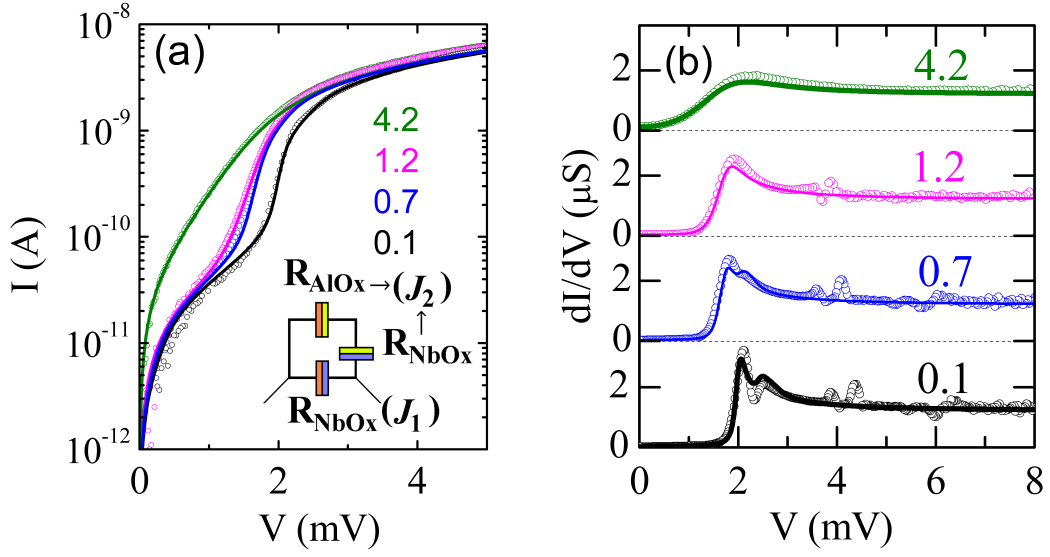 (a)
10⁻⁸
10⁻⁹
10⁻¹⁰
10⁻¹¹
10⁻¹²
I (A)
4.2
1.2
0.7
0.1
R_AlOx→(J₂)
↑
R_NbOx
R_NbOx(J₁)
0 2 4
V (mV)
(b)
dI/dV (μS)
2 4.2
0
2 1.2
0
2 0.7
0
2 0.1
0
0 2 4 6 8
V (mV)